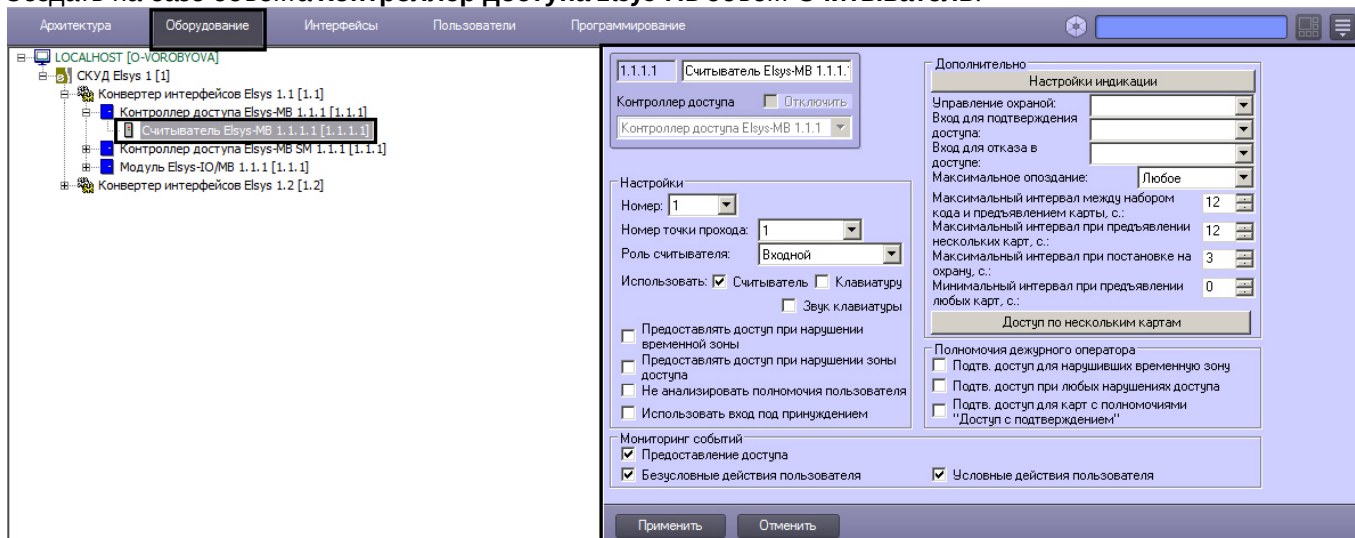 Создать на базе объекта Контроллер доступа Elsys-МВ объект Считыватель.
Архитектура Оборудование Интерфейсы Пользователи Программирование
LOCALHOST [O-VOROBYOVA]
СКУД Elsys 1 [1]
Конвертер интерфейсов Elsys 1.1 [1.1]
Контроллер доступа Elsys-MB 1.1.1 [1.1.1]
Считыватель Elsys-MB 1.1.1.1 [1.1.1.1]
Контроллер доступа Elsys-MB SM 1.1.1 [1.1.1]
Модуль Elsys-IO/MB 1.1.1 [1.1.1]
Конвертер интерфейсов Elsys 1.2 [1.2]
1.1.1.1 Считыватель Elsys-MB 1.1.1.
Контроллер доступа Отключить
Контроллер доступа Elsys-MB 1.1.1
Настройки
Номер: 1
Номер точки прохода: 1
Роль считывателя: Входной
Использовать: Считыватель Клавиатуру
Звук клавиатуры
Предоставлять доступ при нарушении
временной зоны
Предоставлять доступ при нарушении зоны
доступа
Не анализировать полномочия пользователя
Использовать вход под принуждением
Дополнительно
Настройки индикации
Управление охраной:
Вход для подтверждения
доступа:
Вход для отказа в
доступе:
Максимальное опоздание: Любое
Максимальный интервал между набором
кода и предъявлением карты, с.: 12
Максимальный интервал при предъявлении
нескольких карт, с.: 12
Максимальный интервал при постановке на
охрану, с.: 3
Минимальный интервал при предъявлении
любых карт, с.: 0
Доступ по нескольким картам
Полномочия дежурного оператора
Подтв. доступ для нарушивших временную зону
Подтв. доступ при любых нарушениях доступа
Подтв. доступ для карт с полномочиями
"Доступ с подтверждением"
Мониторинг событий
Предоставление доступа
Безусловные действия пользователя Условные действия пользователя
Применить Отменить